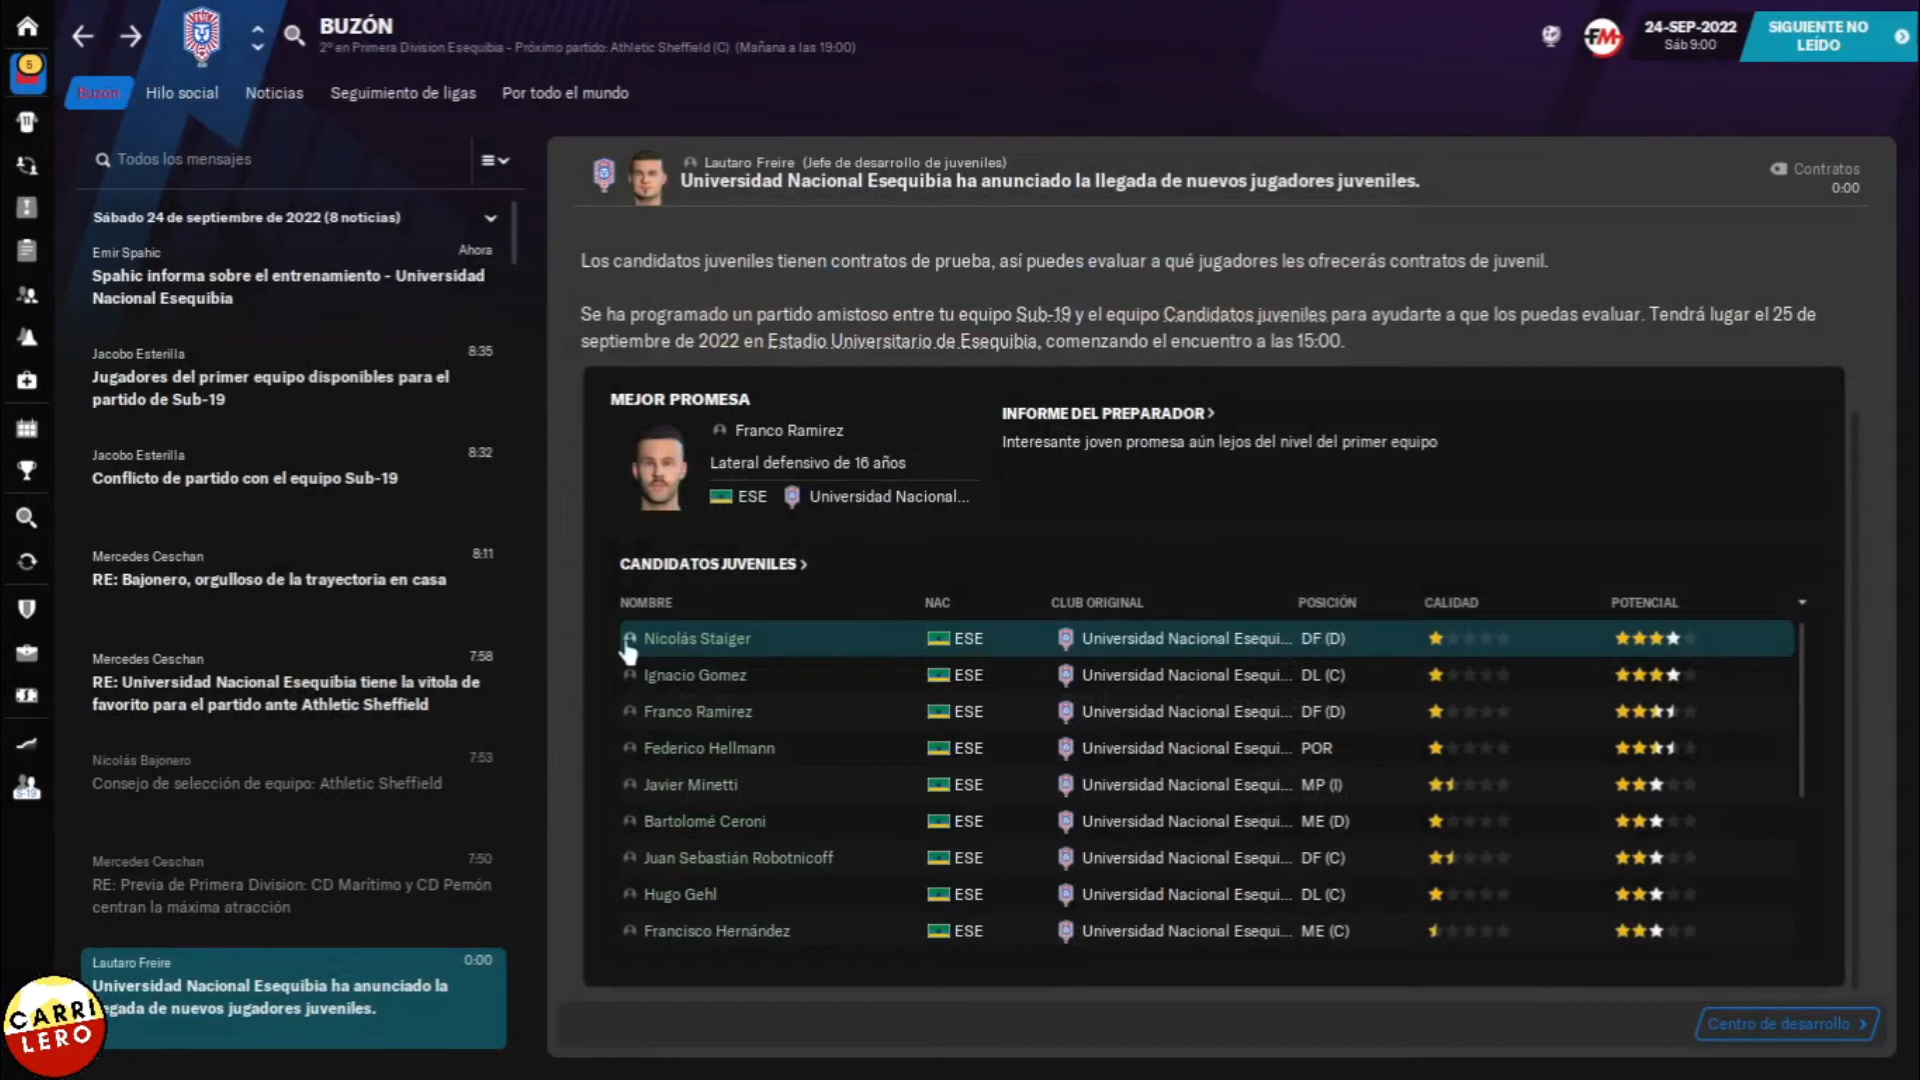 BUZÓN
2º en Primera Division Esequibia - Próximo partido: Athletic Sheffield (C) (Mañana a las 19:00)
FM
24-SEP-2022
Sáb 9:00
SIGUIENTE NO
LEÍDO
5
Buzón
Hilo social
Noticias
Seguimiento de ligas
Por todo el mundo
Todos los mensajes
Sábado 24 de septiembre de 2022 (8 noticias)
Emir Spahic
Ahora
Spahic informa sobre el entrenamiento - Universidad
Nacional Esequibia
Jacobo Esterilla
8:35
Jugadores del primer equipo disponibles para el
partido de Sub-19
Jacobo Esterilla
8:32
Conflicto de partido con el equipo Sub-19
Mercedes Ceschan
8:11
RE: Bajonero, orgulloso de la trayectoria en casa
Mercedes Ceschan
7:58
RE: Universidad Nacional Esequibia tiene la vitola de
favorito para el partido ante Athletic Sheffield
Nicolás Bajonero
7:53
Consejo de selección de equipo: Athletic Sheffield
Mercedes Ceschan
7:50
RE: Previa de Primera Division: CD Marítimo y CD Pemón
centran la máxima atracción
Lautaro Freire
0:00
Universidad Nacional Esequibia ha anunciado la
egada de nuevos jugadores juveniles.
CARRI
LERO
S-19
Lautaro Freire (Jefe de desarrollo de juveniles)
Universidad Nacional Esequibia ha anunciado la llegada de nuevos jugadores juveniles.
Contratos
0:00
Los candidatos juveniles tienen contratos de prueba, así puedes evaluar a qué jugadores les ofrecerás contratos de juvenil.
Se ha programado un partido amistoso entre tu equipo Sub-19 y el equipo Candidatos juveniles para ayudarte a que los puedas evaluar. Tendrá lugar el 25 de
septiembre de 2022 en Estadio Universitario de Esequibia, comenzando el encuentro a las 15:00.
MEJOR PROMESA
Franco Ramirez
Lateral defensivo de 16 años
ESE Universidad Nacional...
INFORME DEL PREPARADOR >
Interesante joven promesa aún lejos del nivel del primer equipo
CANDIDATOS JUVENILES >
NOMBRE NAC CLUB ORIGINAL POSICIÓN CALIDAD POTENCIAL
Nicolás Staiger ESE Universidad Nacional Esequi... DF (D)
Ignacio Gomez ESE Universidad Nacional Esequi... DL (C)
Franco Ramirez ESE Universidad Nacional Esequi... DF (D)
Federico Hellmann ESE Universidad Nacional Esequi... POR
Javier Minetti ESE Universidad Nacional Esequi... MP (I)
Bartolomé Ceroni ESE Universidad Nacional Esequi... ME (D)
Juan Sebastián Robotnicoff ESE Universidad Nacional Esequi... DF (C)
Hugo Gehl ESE Universidad Nacional Esequi... DL (C)
Francisco Hernández ESE Universidad Nacional Esequi... ME (C)
Centro de desarrollo >